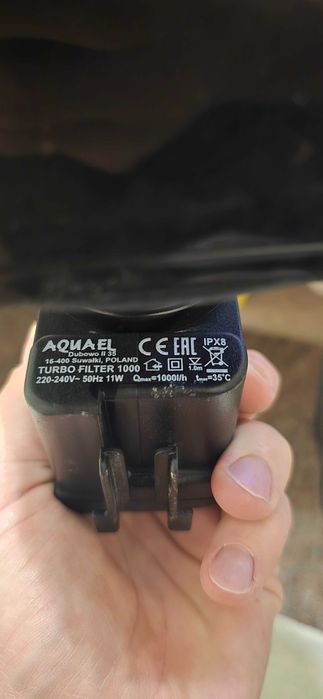 AQUAEL
Dubowo II 35
16-400 Suwałki, POLAND
TURBO FILTER 1000
220-240V~ 50Hz 11W Qmax=1000l/h tmax=35°C
CE EAC IPX8
1.0m